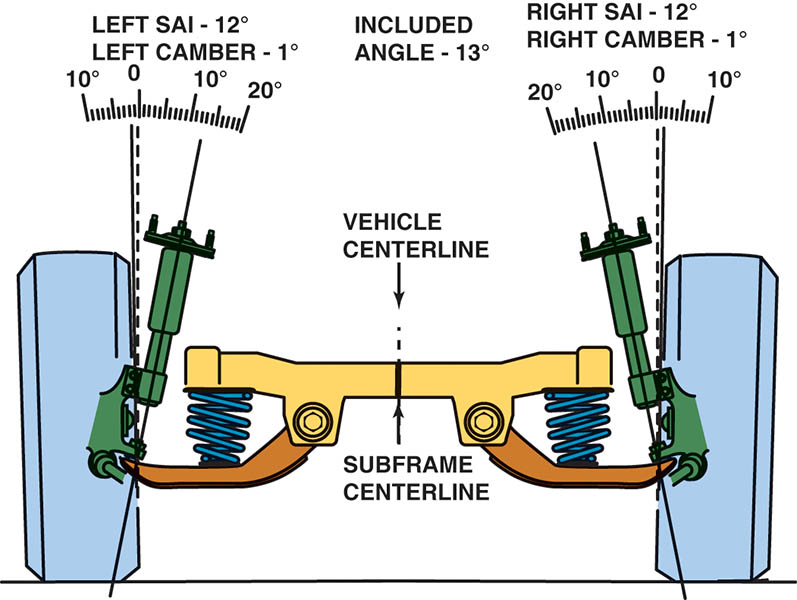 LEFT SAI - 12°
LEFT CAMBER - 1°
INCLUDED
ANGLE - 13°
RIGHT SAI - 12°
RIGHT CAMBER - 1°
10°
0
10°
20°
20°
10°
0
10°
VEHICLE
CENTERLINE
SUBFRAME
CENTERLINE